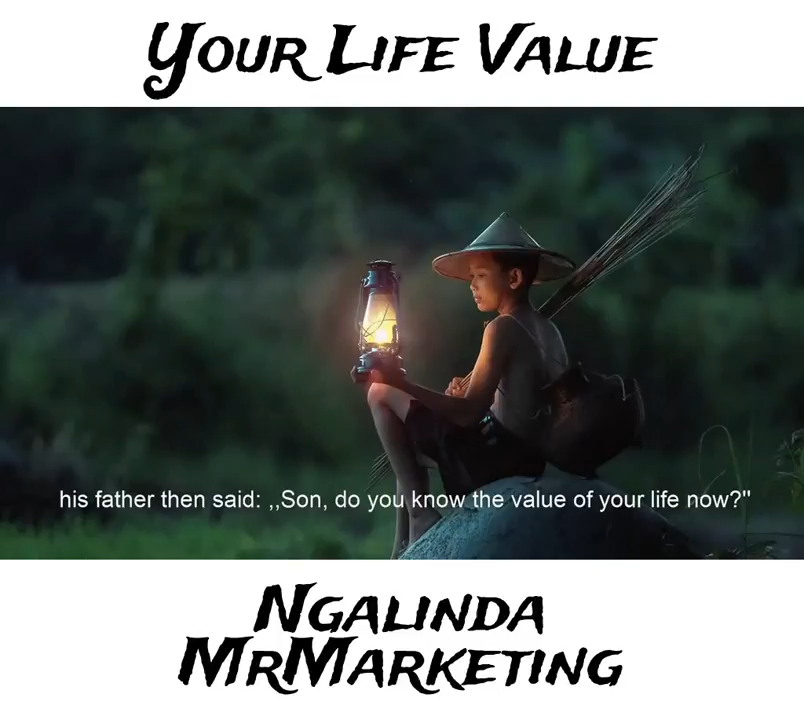 Your Life Value
his father then said: ,,Son, do you know the value of your life now?"
Ngalinda
MrMarketing